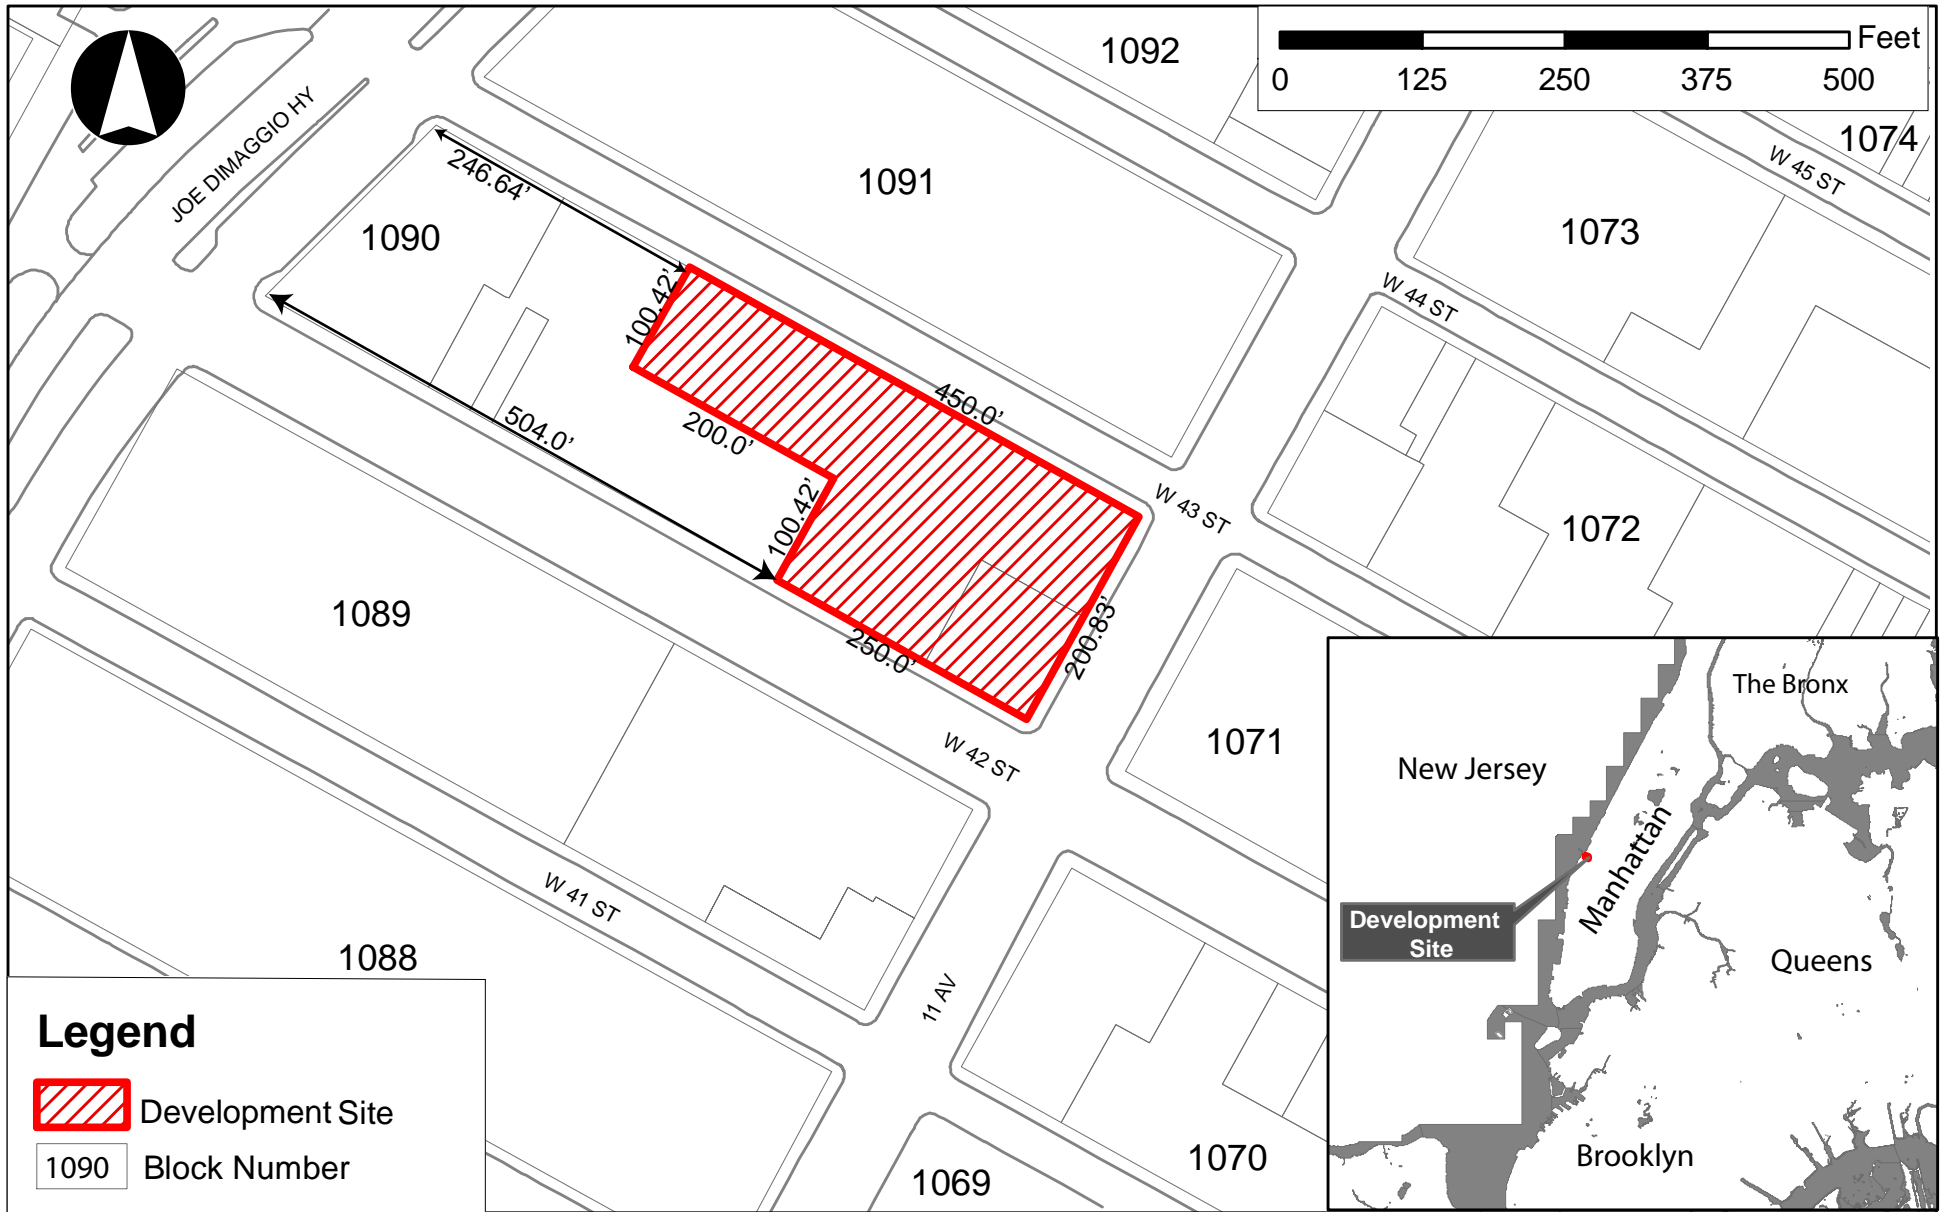 1092
Feet
0 125 250 375 500
1074
W 45 ST
JOE DIMAGGIO HY
246.64’
1091
1073
1090
W 44 ST
100.42’
450.0’
504.0’
200.0’
W 43 ST
100.42’
1072
1089
200.83’
250.0’
1071
W 42 ST
W 41 ST
1088
11 AV
1070
1069
The Bronx
New Jersey
Manhattan
Development
Site
Queens
Brooklyn
Legend
Development Site
1090 Block Number